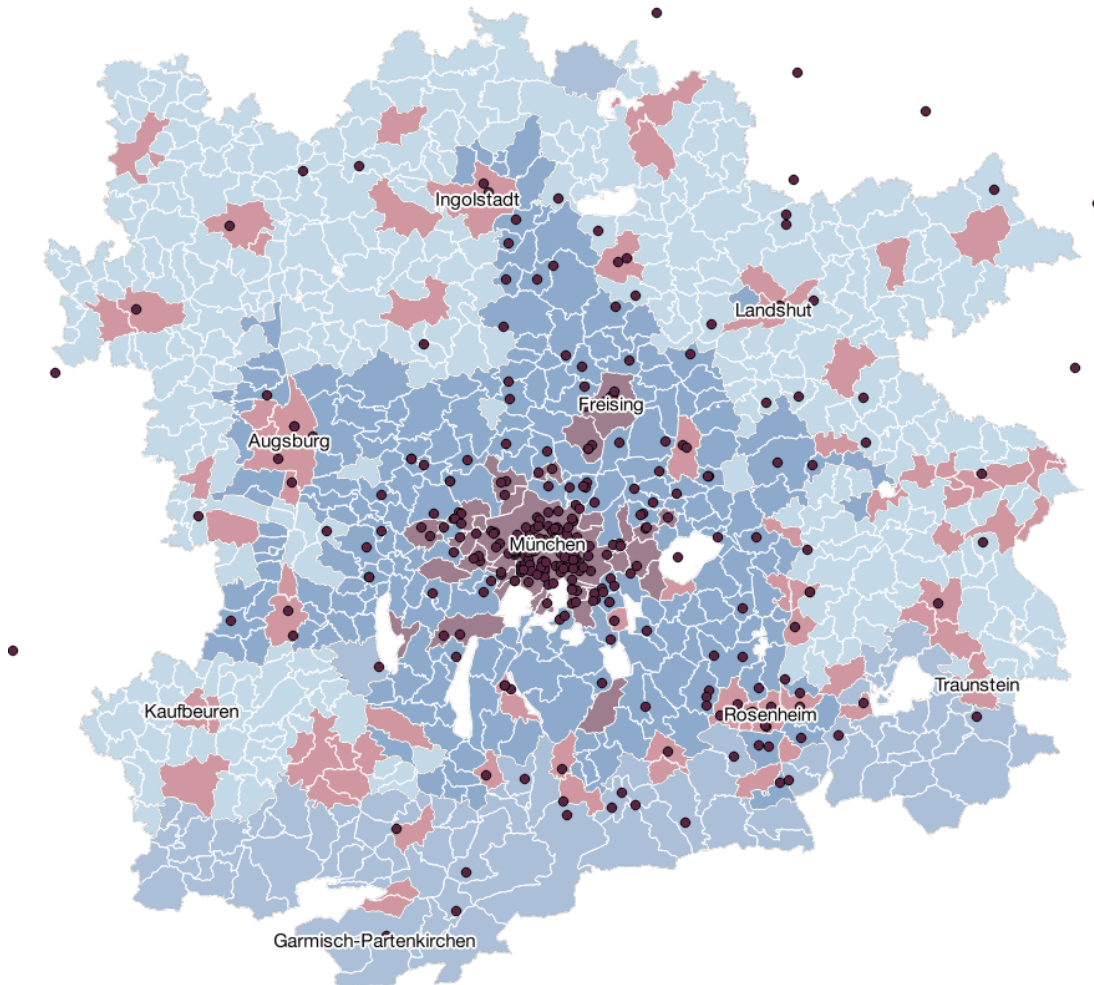 Ingolstadt
Landshut
Freising
Augsburg
München
Traunstein
Kaufbeuren
Rosenheim
Garmisch-Partenkirchen